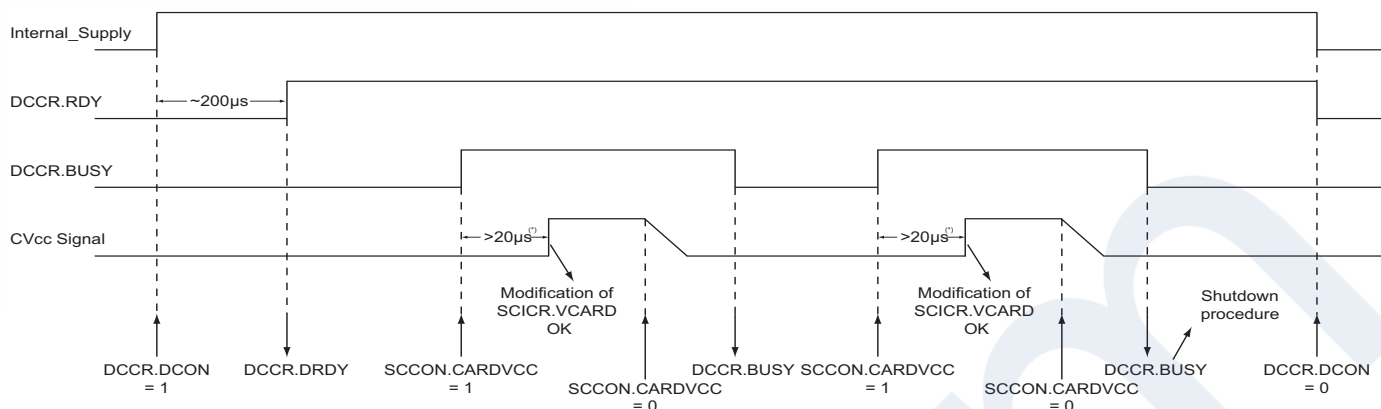 Internal_Supply
DCCR.RDY
~200µs
DCCR.BUSY
CVcc Signal
>20µs(*)
>20µs(*)
Modification of
SCICR.VCARD
OK
Modification of
SCICR.VCARD
OK
Shutdown
procedure
DCCR.DCON
= 1
DCCR.DRDY
SCCON.CARDVCC
= 1
SCCON.CARDVCC
= 0
DCCR.BUSY
SCCON.CARDVCC
= 1
SCCON.CARDVCC
= 0
DCCR.BUSY
DCCR.DCON
= 0